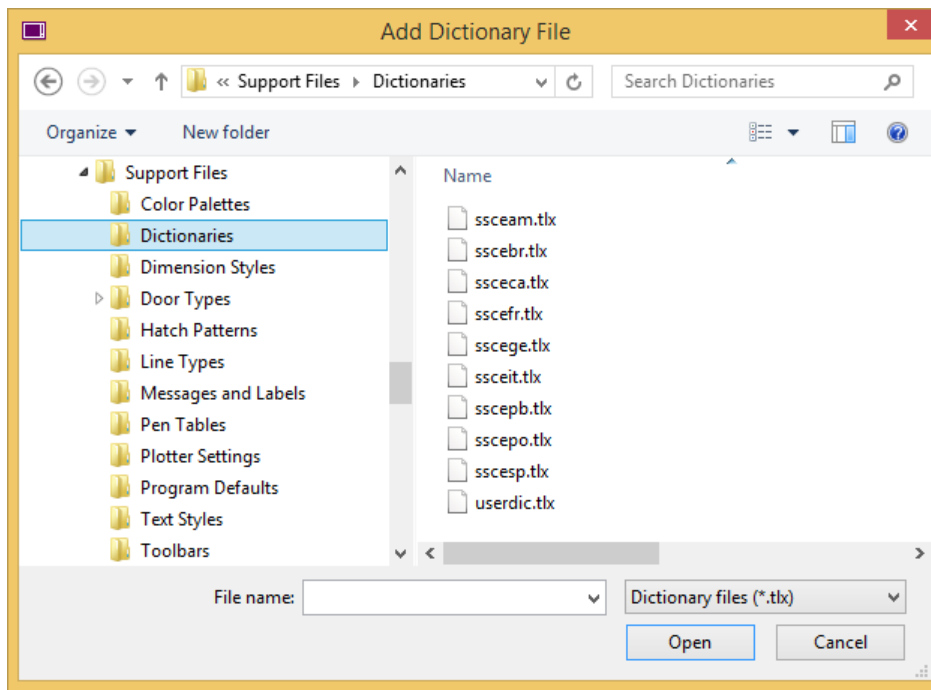 Add Dictionary File
« Support Files Dictionaries
Search Dictionaries
Organize
New folder
Support Files
Color Palettes
Dictionaries
Dimension Styles
Door Types
Hatch Patterns
Line Types
Messages and Labels
Pen Tables
Plotter Settings
Program Defaults
Text Styles
Toolbars
Name
ssceam.tlx
sscebr.tlx
ssceca.tlx
sscefr.tlx
sscege.tlx
ssceit.tlx
sscepb.tlx
sscepo.tlx
sscesp.tlx
userdic.tlx
File name:
Dictionary files (*.tlx)
Open
Cancel